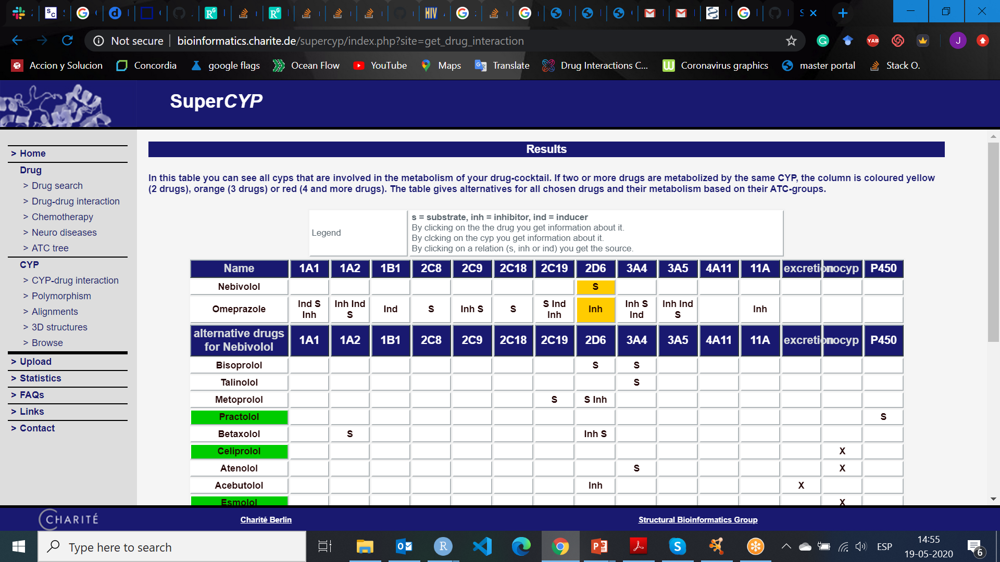 Not secure bioinformatics.charite.de/supercyp/index.php?site=get_drug_interaction
Accion y Solucion Concordia google flags Ocean Flow YouTube Maps Translate Drug Interactions C... Coronavirus graphics master portal Stack O.
SuperCYP
> Home
Drug
> Drug search
> Drug-drug interaction
> Chemotherapy
> Neuro diseases
> ATC tree
CYP
> CYP-drug interaction
> Polymorphism
> Alignments
> 3D structures
> Browse
> Upload
> Statistics
> FAQs
> Links
> Contact
Results
In this table you can see all cyps that are involved in the metabolism of your drug-cocktail. If two or more drugs are metabolized by the same CYP, the column is coloured yellow
(2 drugs), orange (3 drugs) or red (4 and more drugs). The table gives alternatives for all chosen drugs and their metabolism based on their ATC-groups.
Legend
s = substrate, inh = inhibitor, ind = inducer
By clicking on the the drug you get information about it.
By clcking on the cyp you get information about it.
By clicking on a relation (s, inh or ind) you get the source.
Name 1A1 1A2 1B1 2C8 2C9 2C18 2C19 2D6 3A4 3A5 4A11 11A excretion nocyp P450
Nebivolol S
Omeprazole Ind S Inh Inh Ind S Ind S Inh S S S Ind Inh Inh Inh S Ind Inh Ind S Inh
alternative drugs for Nebivolol 1A1 1A2 1B1 2C8 2C9 2C18 2C19 2D6 3A4 3A5 4A11 11A excretion nocyp P450
Bisoprolol S S
Talinolol S
Metoprolol S S Inh
Practolol S
Betaxolol S Inh S
Celiprolol X
Atenolol S X
Acebutolol Inh X
Esmolol X
CHARITÉ Charité Berlin Structural Bioinformatics Group
Type here to search
ESP
14:55
19-05-2020
6